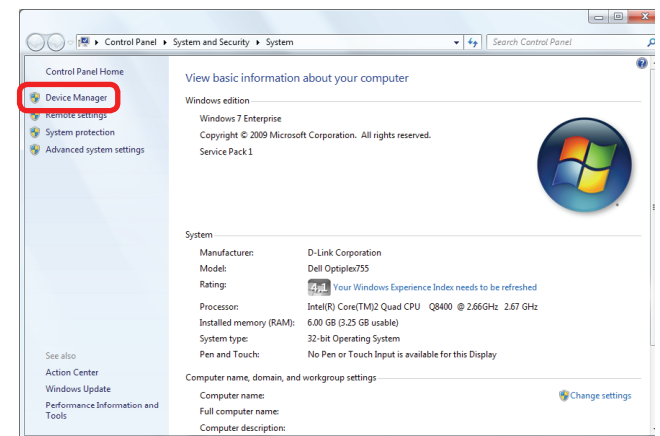 Control Panel ▸ System and Security ▸ System
Search Control Panel
Control Panel Home
Device Manager
Remote settings
System protection
Advanced system settings
See also
Action Center
Windows Update
Performance Information and
Tools
View basic information about your computer
Windows edition
Windows 7 Enterprise
Copyright © 2009 Microsoft Corporation. All rights reserved.
Service Pack 1
System
Manufacturer: D-Link Corporation
Model: Dell Optiplex755
Rating: 4,1 Your Windows Experience Index needs to be refreshed
Processor: Intel(R) Core(TM)2 Quad CPU Q8400 @ 2.66GHz 2.67 GHz
Installed memory (RAM): 6.00 GB (3.25 GB usable)
System type: 32-bit Operating System
Pen and Touch: No Pen or Touch Input is available for this Display
Computer name, domain, and workgroup settings
Computer name: Change settings
Full computer name:
Computer description: